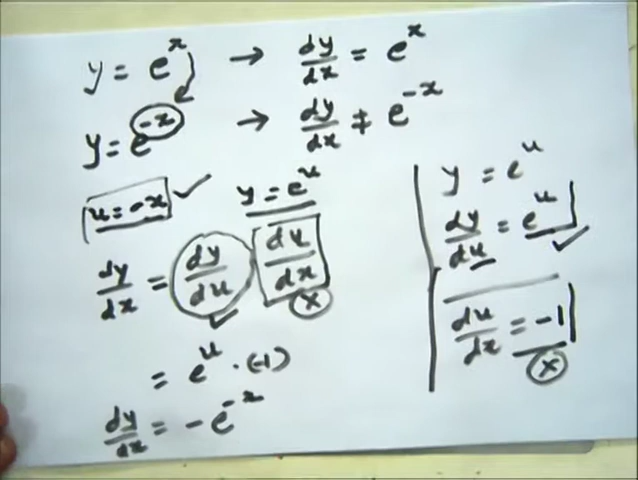 y = e^x → dy/dx = e^x
y = e^-x → dy/dx ≠ e^-x
u = -x ✓ y = e^u
dy/dx = dy/du ✓ du/dx (x)
= e^u · (-1)
dy/dx = -e^-x
y = e^u
dy/du = e^u ✓
du/dx = -1
(x)